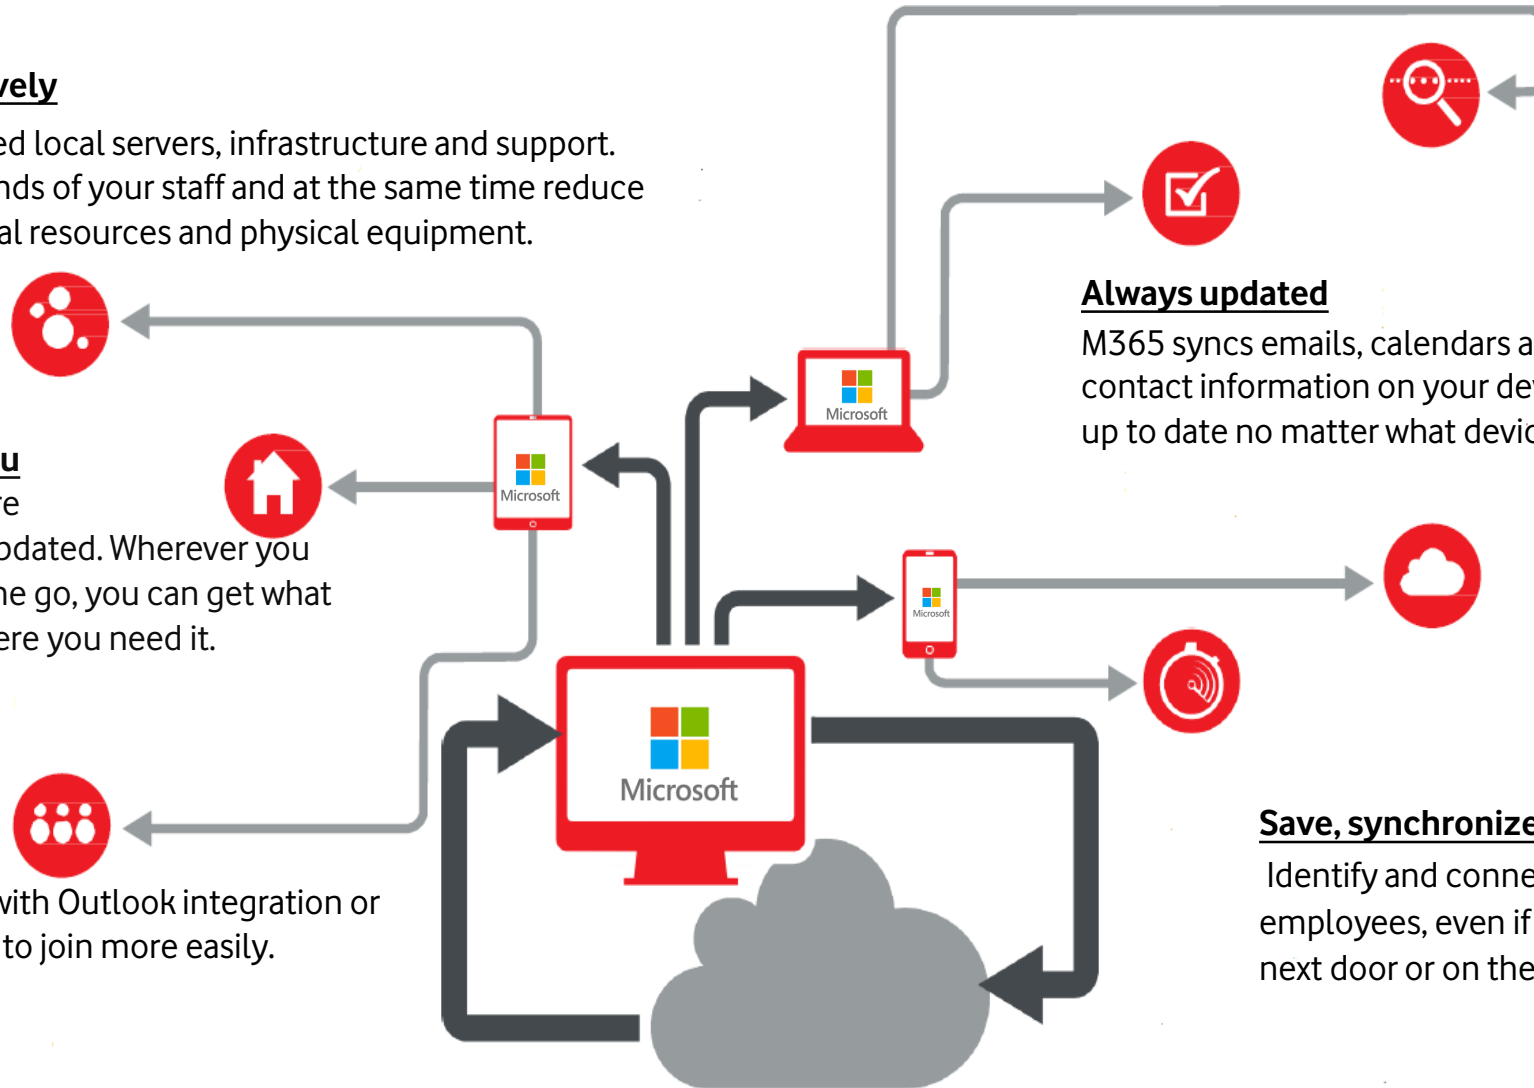 vely
ed local servers, infrastructure and support.
nds of your staff and at the same time reduce
al resources and physical equipment.
Always updated
M365 syncs emails, calendars a
contact information on your dev
up to date no matter what devic
Microsoft
u
re
pdated. Wherever you
he go, you can get what
ere you need it.
Microsoft
Microsoft
Microsoft
with Outlook integration or
to join more easily.
Save, synchronize
Identify and conne
employees, even if
next door or on the